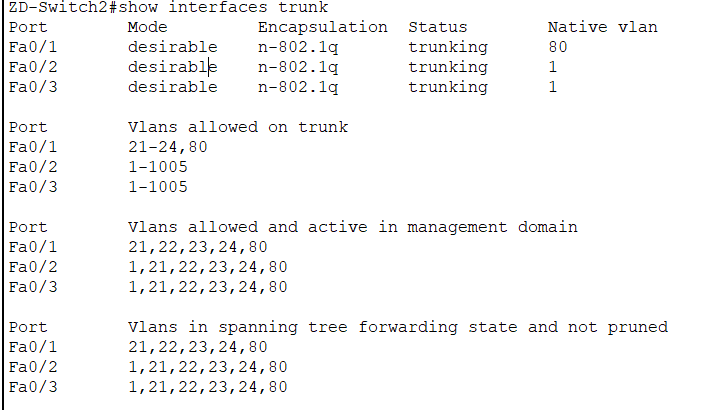 ZD-Switch2#show interfaces trunk
Port Mode Encapsulation Status Native vlan
Fa0/1 desirable n-802.1q trunking 80
Fa0/2 desirable n-802.1q trunking 1
Fa0/3 desirable n-802.1q trunking 1
Port Vlans allowed on trunk
Fa0/1 21-24,80
Fa0/2 1-1005
Fa0/3 1-1005
Port Vlans allowed and active in management domain
Fa0/1 21,22,23,24,80
Fa0/2 1,21,22,23,24,80
Fa0/3 1,21,22,23,24,80
Port Vlans in spanning tree forwarding state and not pruned
Fa0/1 21,22,23,24,80
Fa0/2 1,21,22,23,24,80
Fa0/3 1,21,22,23,24,80